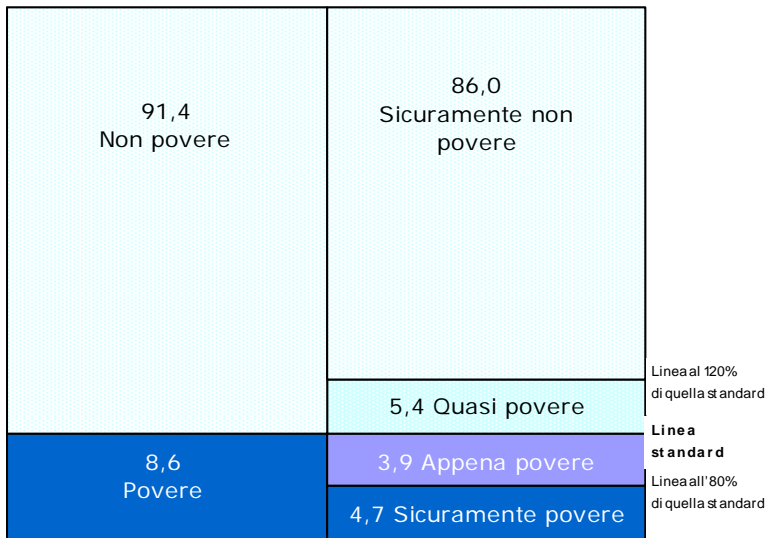 91,4
Non povere
86,0
Sicuramente non
povere
5,4 Quasi povere
8,6
Povere
3,9 Appena povere
4,7 Sicuramente povere
Linea al 120%
di quella standard
Linea
standard
Linea all'80%
di quella standard